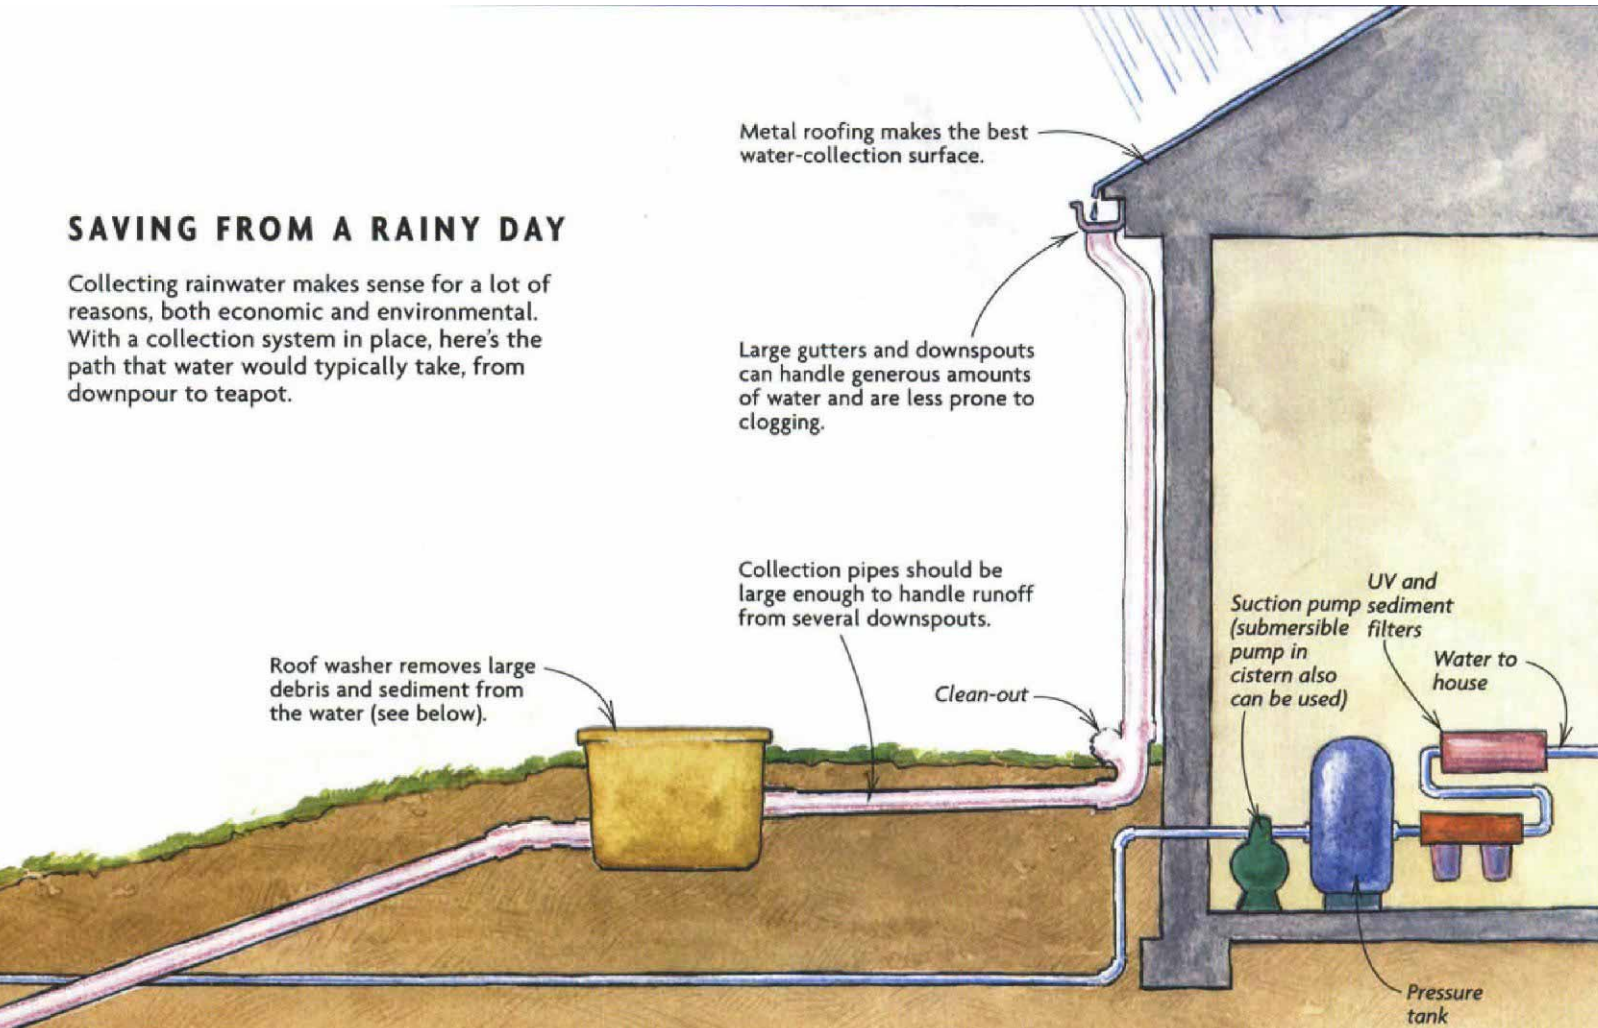 SAVING FROM A RAINY DAY
Collecting rainwater makes sense for a lot of
reasons, both economic and environmental.
With a collection system in place, here's the
path that water would typically take, from
downpour to teapot.
Metal roofing makes the best
water-collection surface.
Large gutters and downspouts
can handle generous amounts
of water and are less prone to
clogging.
Collection pipes should be
large enough to handle runoff
from several downspouts.
Roof washer removes large
debris and sediment from
the water (see below).
Clean-out
Suction pump
(submersible
pump in
cistern also
can be used)
UV and
sediment
filters
Water to
house
Pressure
tank